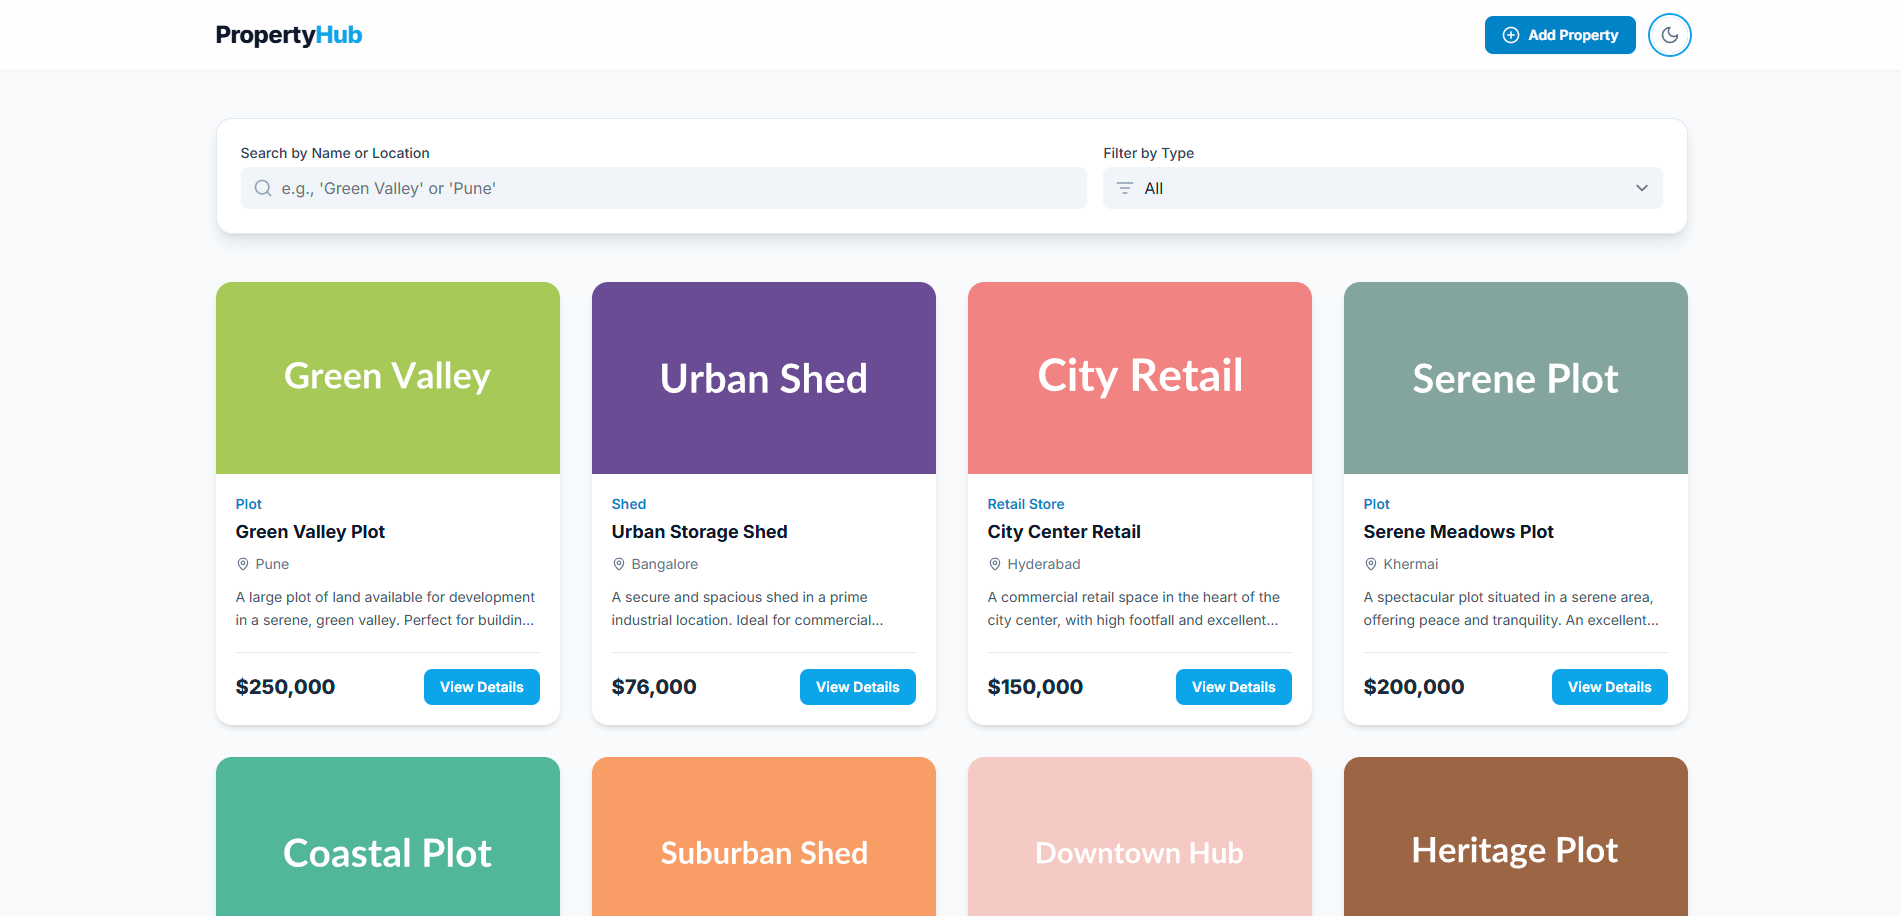 PropertyHub
Add Property
Search by Name or Location
Filter by Type
e.g., 'Green Valley' or 'Pune'
All
Green Valley
Urban Shed
City Retail
Serene Plot
Plot
Green Valley Plot
Pune
A large plot of land available for development
in a serene, green valley. Perfect for buildin...
$250,000
View Details
Shed
Urban Storage Shed
Bangalore
A secure and spacious shed in a prime
industrial location. Ideal for commercial...
$76,000
View Details
Retail Store
City Center Retail
Hyderabad
A commercial retail space in the heart of the
city center, with high footfall and excellent...
$150,000
View Details
Plot
Serene Meadows Plot
Khermai
A spectacular plot situated in a serene area,
offering peace and tranquility. An excellent...
$200,000
View Details
Coastal Plot
Suburban Shed
Downtown Hub
Heritage Plot